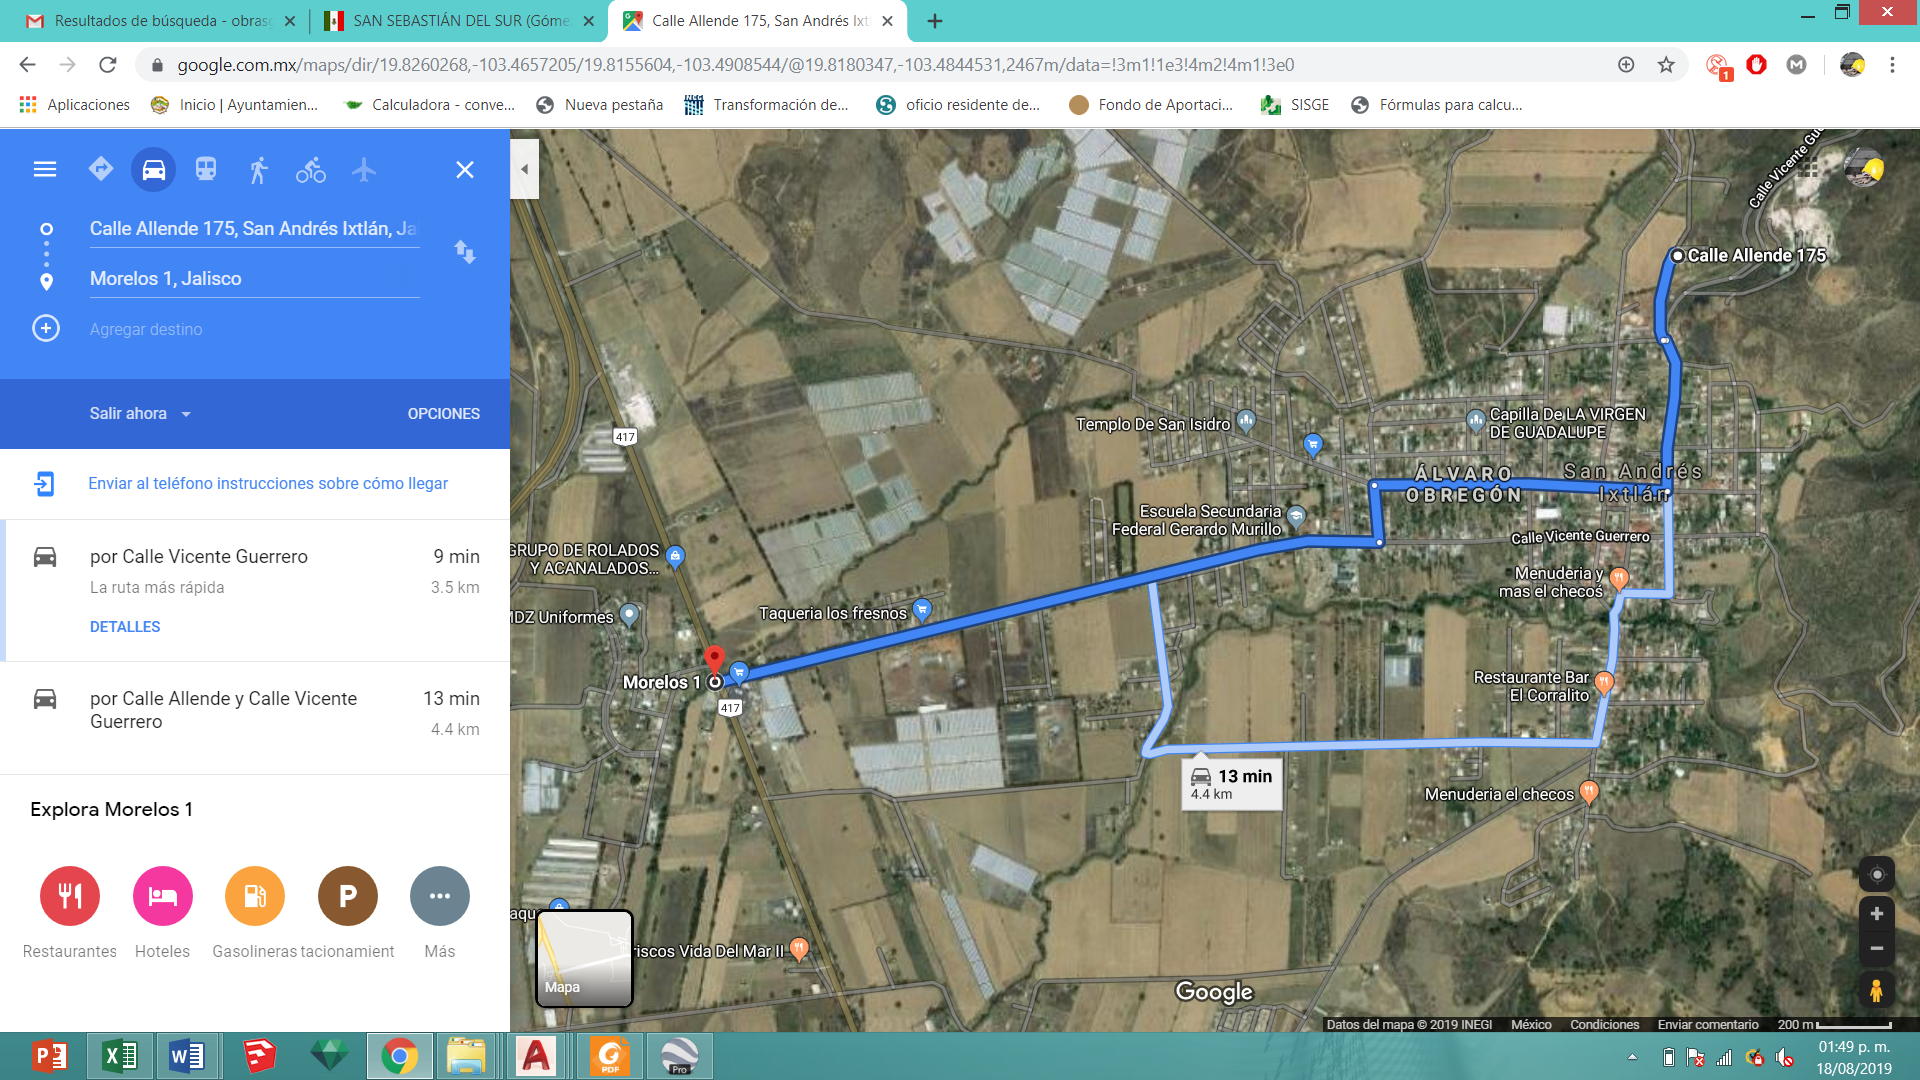 Resultados de búsqueda - obrasg
SAN SEBASTIÁN DEL SUR (Góme
Calle Allende 175, San Andrés Ixt
google.com.mx/maps/dir/19.8260268,-103.4657205/19.8155604,-103.4908544/@19.8180347,-103.4844531,2467m/data=!3m1!1e3!4m2!4m1!3e0
1
Aplicaciones
Inicio | Ayuntamien...
Calculadora - conve...
Nueva pestaña
Transformación de...
oficio residente de...
Fondo de Aportaci...
SISGE
Fórmulas para calcu...
Calle Allende 175, San Andrés Ixtlán, Ja
Morelos 1, Jalisco
Agregar destino
Salir ahora
OPCIONES
Enviar al teléfono instrucciones sobre cómo llegar
por Calle Vicente Guerrero
9 min
La ruta más rápida
3.5 km
DETALLES
por Calle Allende y Calle Vicente
Guerrero
13 min
4.4 km
Explora Morelos 1
P
Restaurantes
Hoteles
Gasolineras
tacionamient
Más
Calle Vicente Gue
Calle Allende 175
417
Templo De San Isidro
Capilla De LA VIRGEN
DE GUADALUPE
ÁLVARO
OBREGÓN
San Andrés
Ixtlán
Escuela Secundaria
Federal Gerardo Murillo
Calle Vicente Guerrero
GRUPO DE ROLADOS
Y ACANALADOS...
Menuderia y
mas el checos
MDZ Uniformes
Taqueria los fresnos
Morelos 1
417
Restaurante Bar
El Corralito
13 min
4.4 km
Menuderia el checos
aqu
riscos Vida Del Mar II
Mapa
Google
Datos del mapa © 2019 INEGI
México
Condiciones
Enviar comentario
200 m
PDF
Pro
01:49 p. m.
18/08/2019